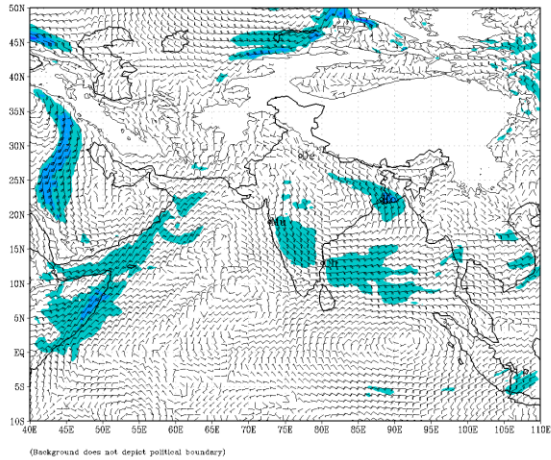 50N
45N
40N
35N
30N
25N
20N
15N
10N
5N
EQ
5S
10S
40E 45E 50E 55E 60E 65E 70E 75E 80E 85E 90E 95E 100E 105E 110E
(Background does not depict political boundary)